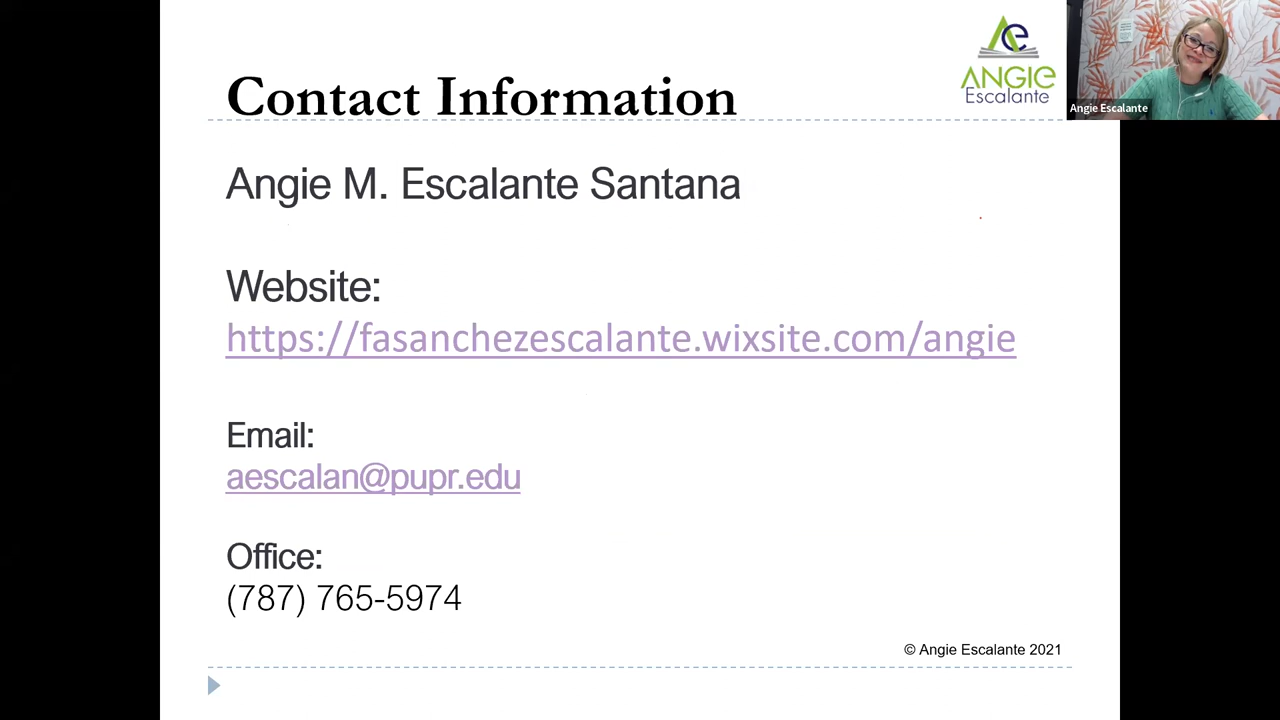 Contact Information
ANGIE
Escalante
Angie Escalante
Angie M. Escalante Santana
Website:
https://fasanchezescalante.wixsite.com/angie
Email:
aescalan@pupr.edu
Office:
(787) 765-5974
© Angie Escalante 2021